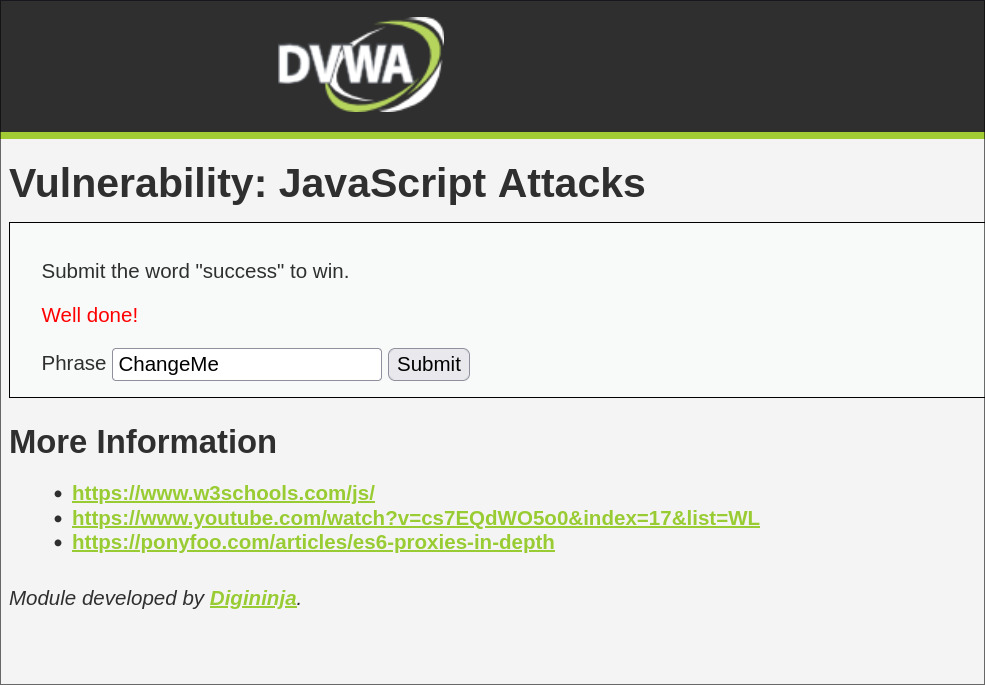 DVWA
Vulnerability: JavaScript Attacks
Submit the word "success" to win.
Well done!
Phrase ChangeMe Submit
More Information
• https://www.w3schools.com/js/
• https://www.youtube.com/watch?v=cs7EQdWO5o0&index=17&list=WL
• https://ponyfoo.com/articles/es6-proxies-in-depth
Module developed by Digininja.